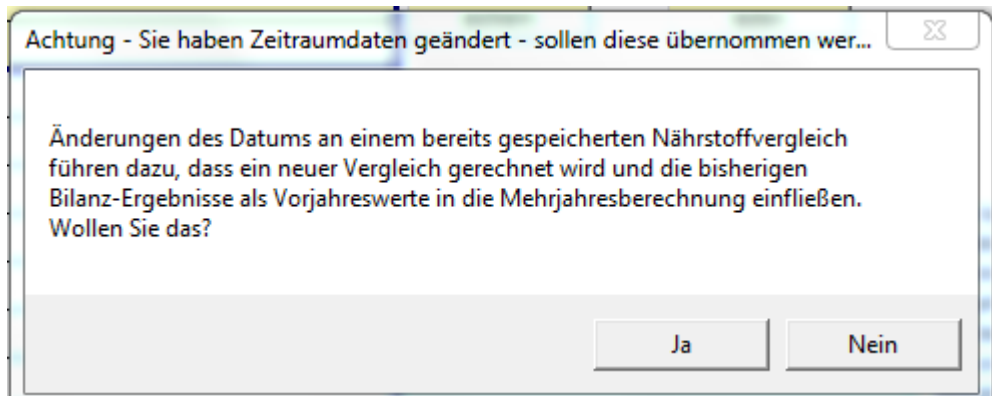 Achtung - Sie haben Zeitraumdaten geändert - sollen diese übernommen wer...
Änderungen des Datums an einem bereits gespeicherten Nährstoffvergleich
führen dazu, dass ein neuer Vergleich gerechnet wird und die bisherigen
Bilanz-Ergebnisse als Vorjahreswerte in die Mehrjahresberechnung einfließen.
Wollen Sie das?
Ja
Nein